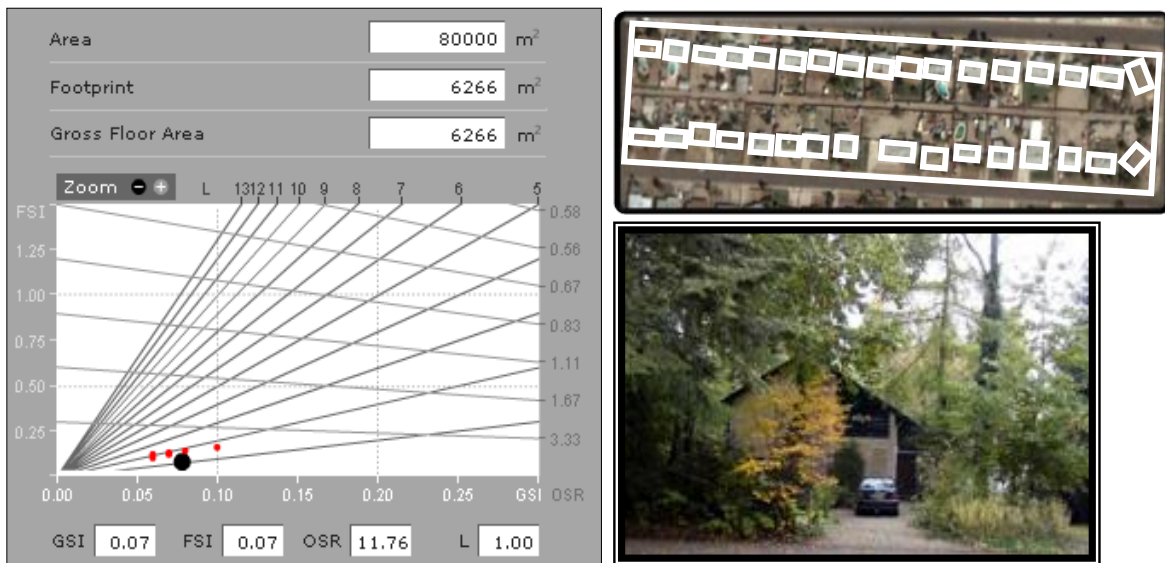 Area 80000 m²
Footprint 6266 m²
Gross Floor Area 6266 m²
Zoom L 13 12 11 10 9 8 7 6 5
FSI 0.58
1.25 0.56
0.67
1.00
0.83
0.75
1.11
0.50
1.67
0.25
3.33
0.00 0.05 0.10 0.15 0.20 0.25 GSI OSR
GSI 0.07 FSI 0.07 OSR 11.76 L 1.00